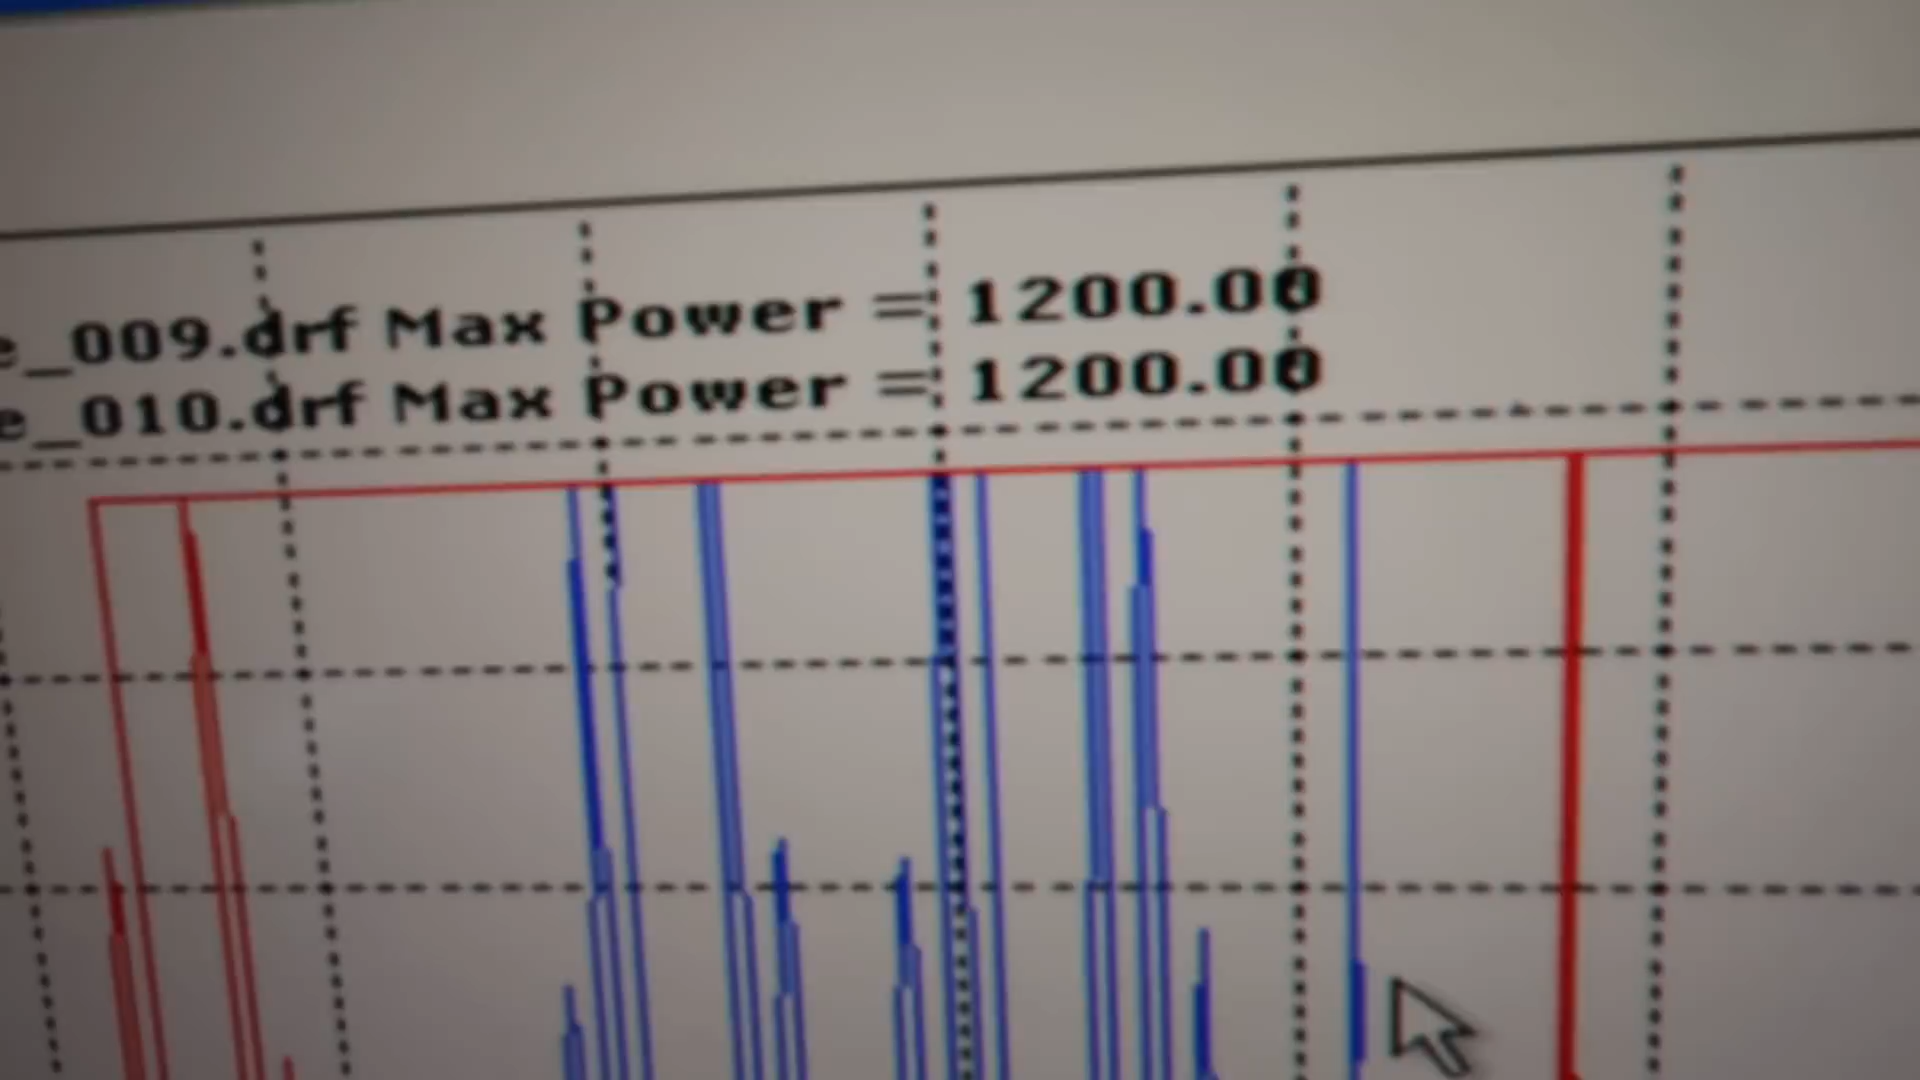 e_009.drf Max Power = 1200.00
e_010.drf Max Power = 1200.00